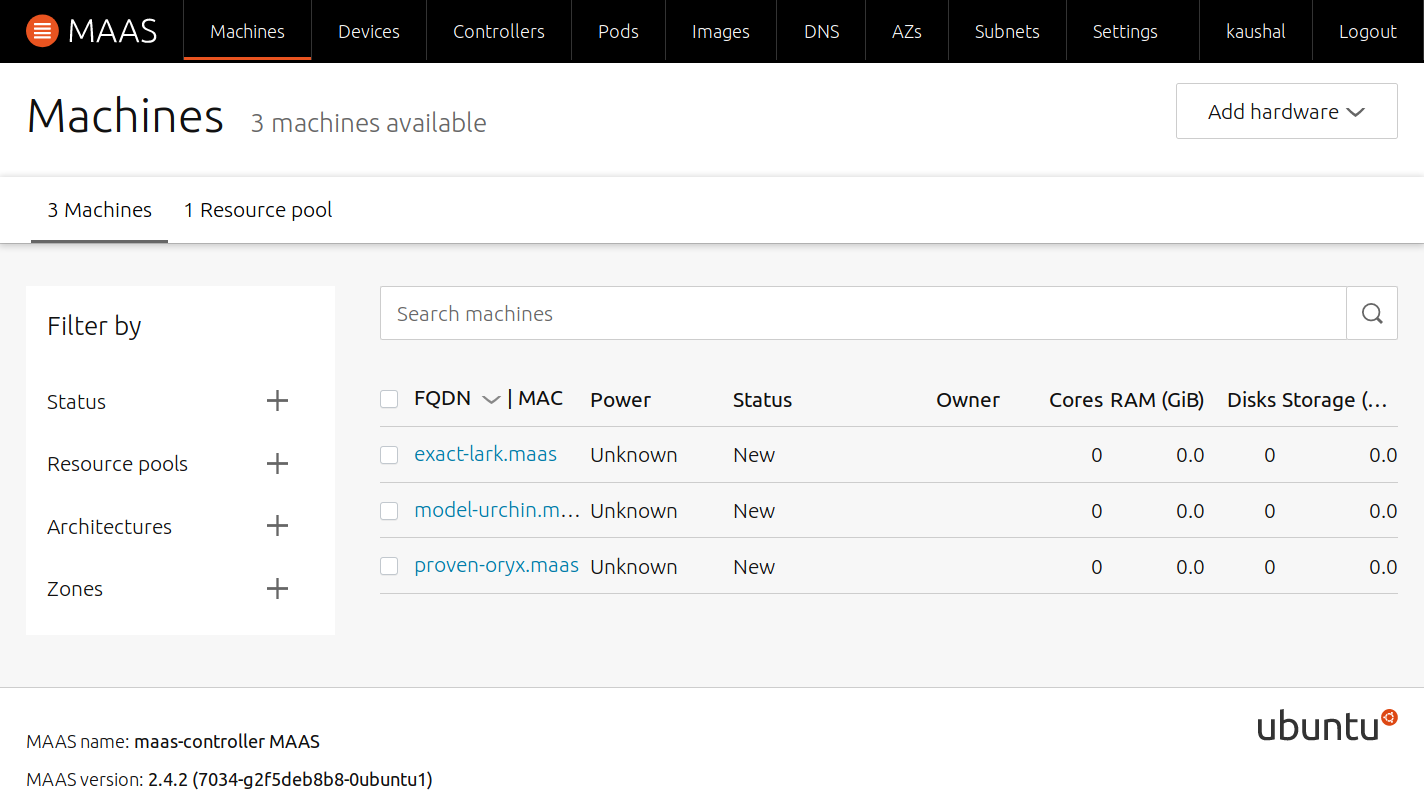 MAAS Machines Devices Controllers Pods Images DNS AZs Subnets Settings kaushal Logout
Machines 3 machines available Add hardware
3 Machines 1 Resource pool
Filter by
Status
Resource pools
Architectures
Zones
Search machines
FQDN | MAC Power Status Owner Cores RAM (GiB) Disks Storage (...
exact-lark.maas Unknown New 0 0.0 0 0.0
model-urchin.m... Unknown New 0 0.0 0 0.0
proven-oryx.maas Unknown New 0 0.0 0 0.0
MAAS name: maas-controller MAAS
MAAS version: 2.4.2 (7034-g2f5deb8b8-0ubuntu1)
ubuntu